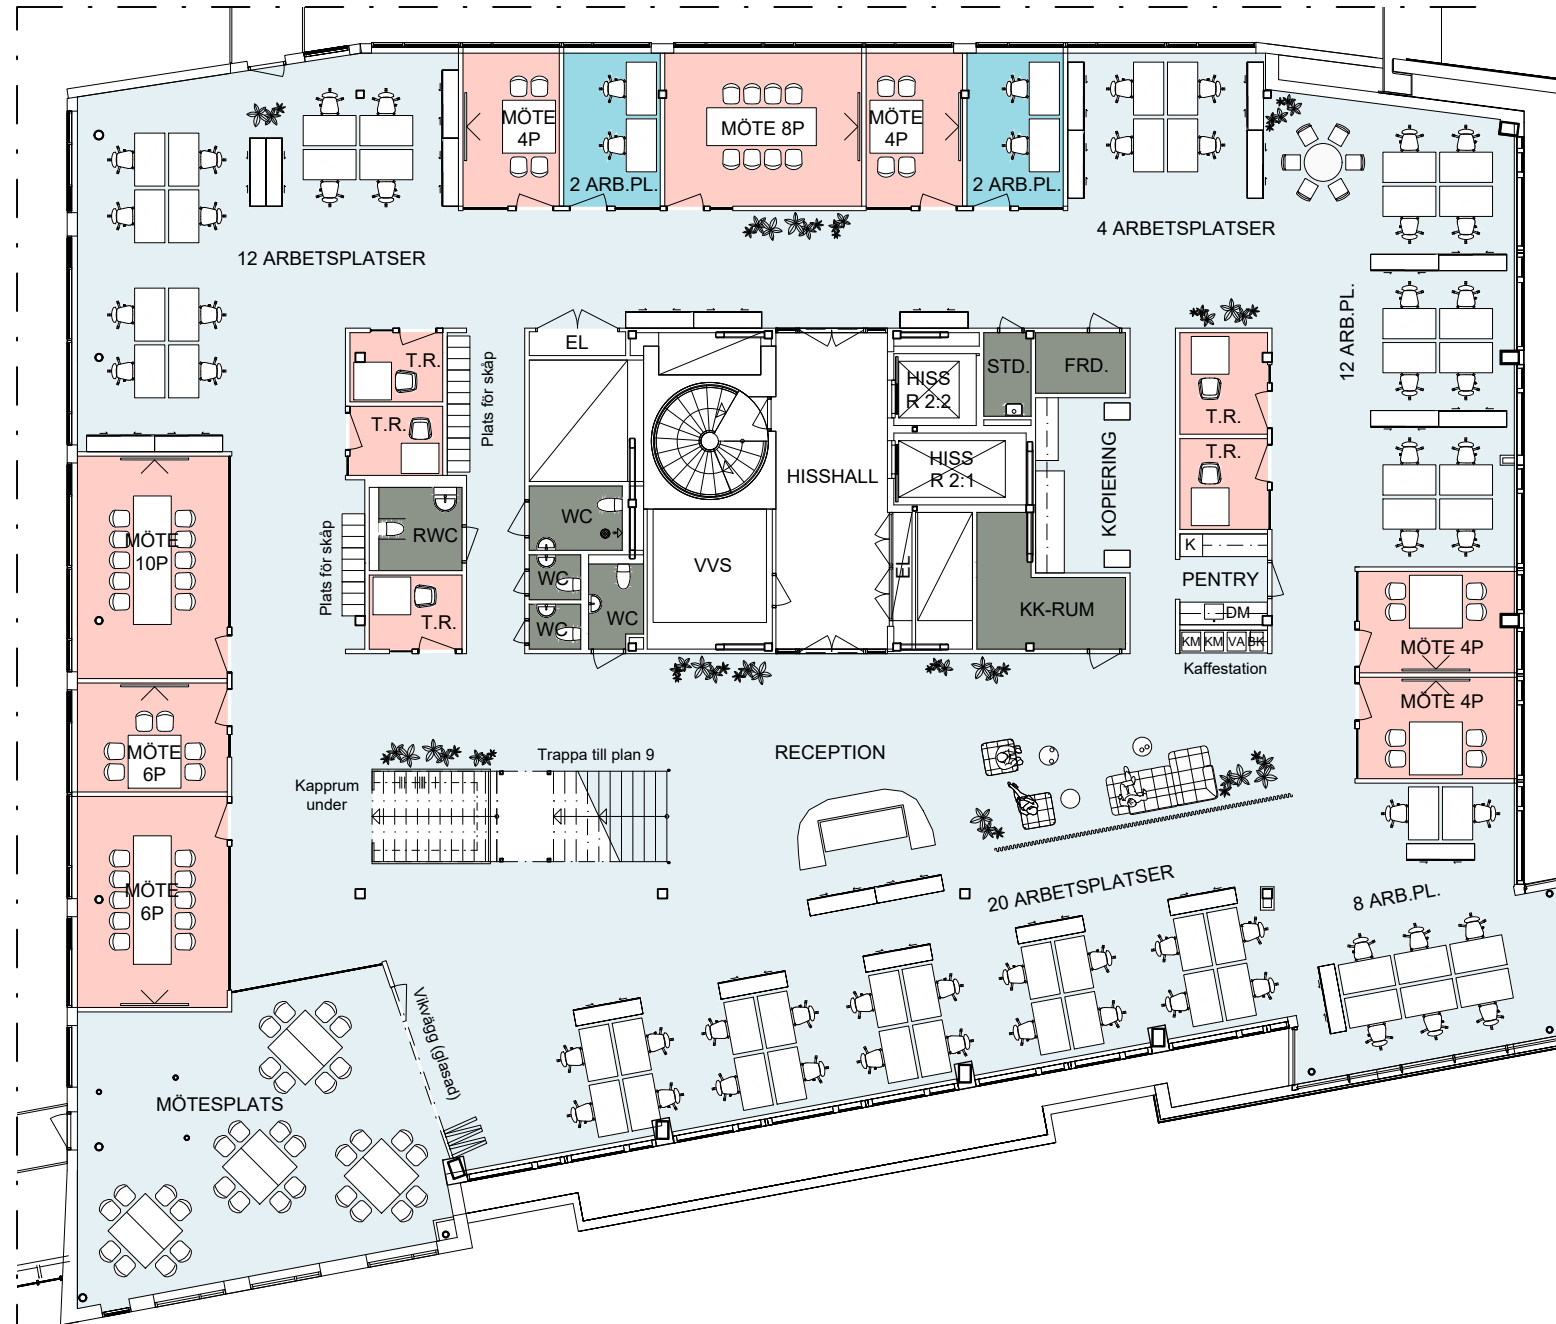 MÖTE
4P
2 ARB.PL.
MÖTE 8P
MÖTE
4P
2 ARB.PL.
4 ARBETSPLATSER
12 ARBETSPLATSER
12 ARB.PL.
EL
T.R.
T.R.
Plats för skåp
HISS
R 2:2
STD.
FRD.
T.R.
T.R.
HISSHALL
HISS
R 2:1
KOPIERING
MÖTE
10P
Plats för skåp
RWC
WC
WC
WC
WC
VVS
EL
KK-RUM
K
PENTRY
DM
KM
KM
VA
BK
Kaffestation
T.R.
MÖTE 4P
MÖTE 4P
MÖTE
6P
Trappa till plan 9
RECEPTION
Kapprum
under
MÖTE
6P
20 ARBETSPLATSER
8 ARB.PL.
Vikvägg (glasad)
MÖTESPLATS